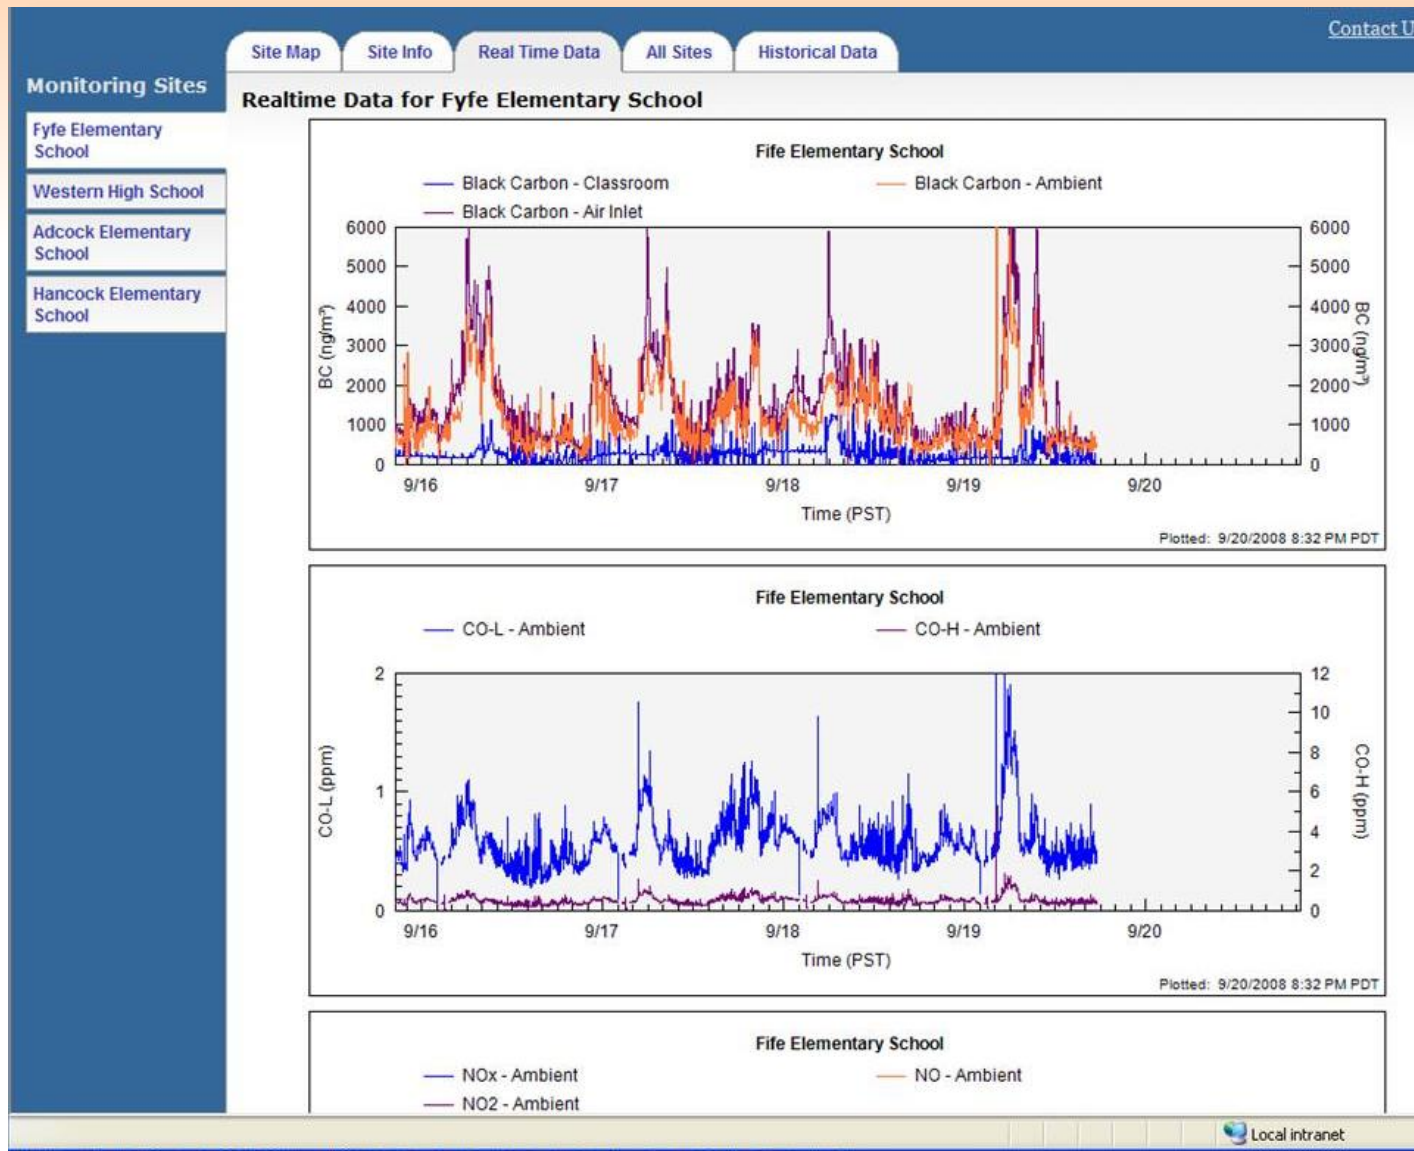 Contact U
Site Map
Site Info
Real Time Data
All Sites
Historical Data
Monitoring Sites
Fyfe Elementary
School
Western High School
Adcock Elementary
School
Hancock Elementary
School
Realtime Data for Fyfe Elementary School
Fife Elementary School
Black Carbon - Classroom
Black Carbon - Ambient
Black Carbon - Air Inlet
6000
5000
4000
3000
2000
1000
0
BC (ng/m³)
6000
5000
4000
3000
2000
1000
0
BC (ng/m³)
9/16
9/17
9/18
9/19
9/20
Time (PST)
Plotted: 9/20/2008 8:32 PM PDT
Fife Elementary School
CO-L - Ambient
CO-H - Ambient
2
1
0
CO-L (ppm)
12
10
8
6
4
2
0
CO-H (ppm)
9/16
9/17
9/18
9/19
9/20
Time (PST)
Plotted: 9/20/2008 8:32 PM PDT
Fife Elementary School
NOx - Ambient
NO - Ambient
NO2 - Ambient
Local intranet